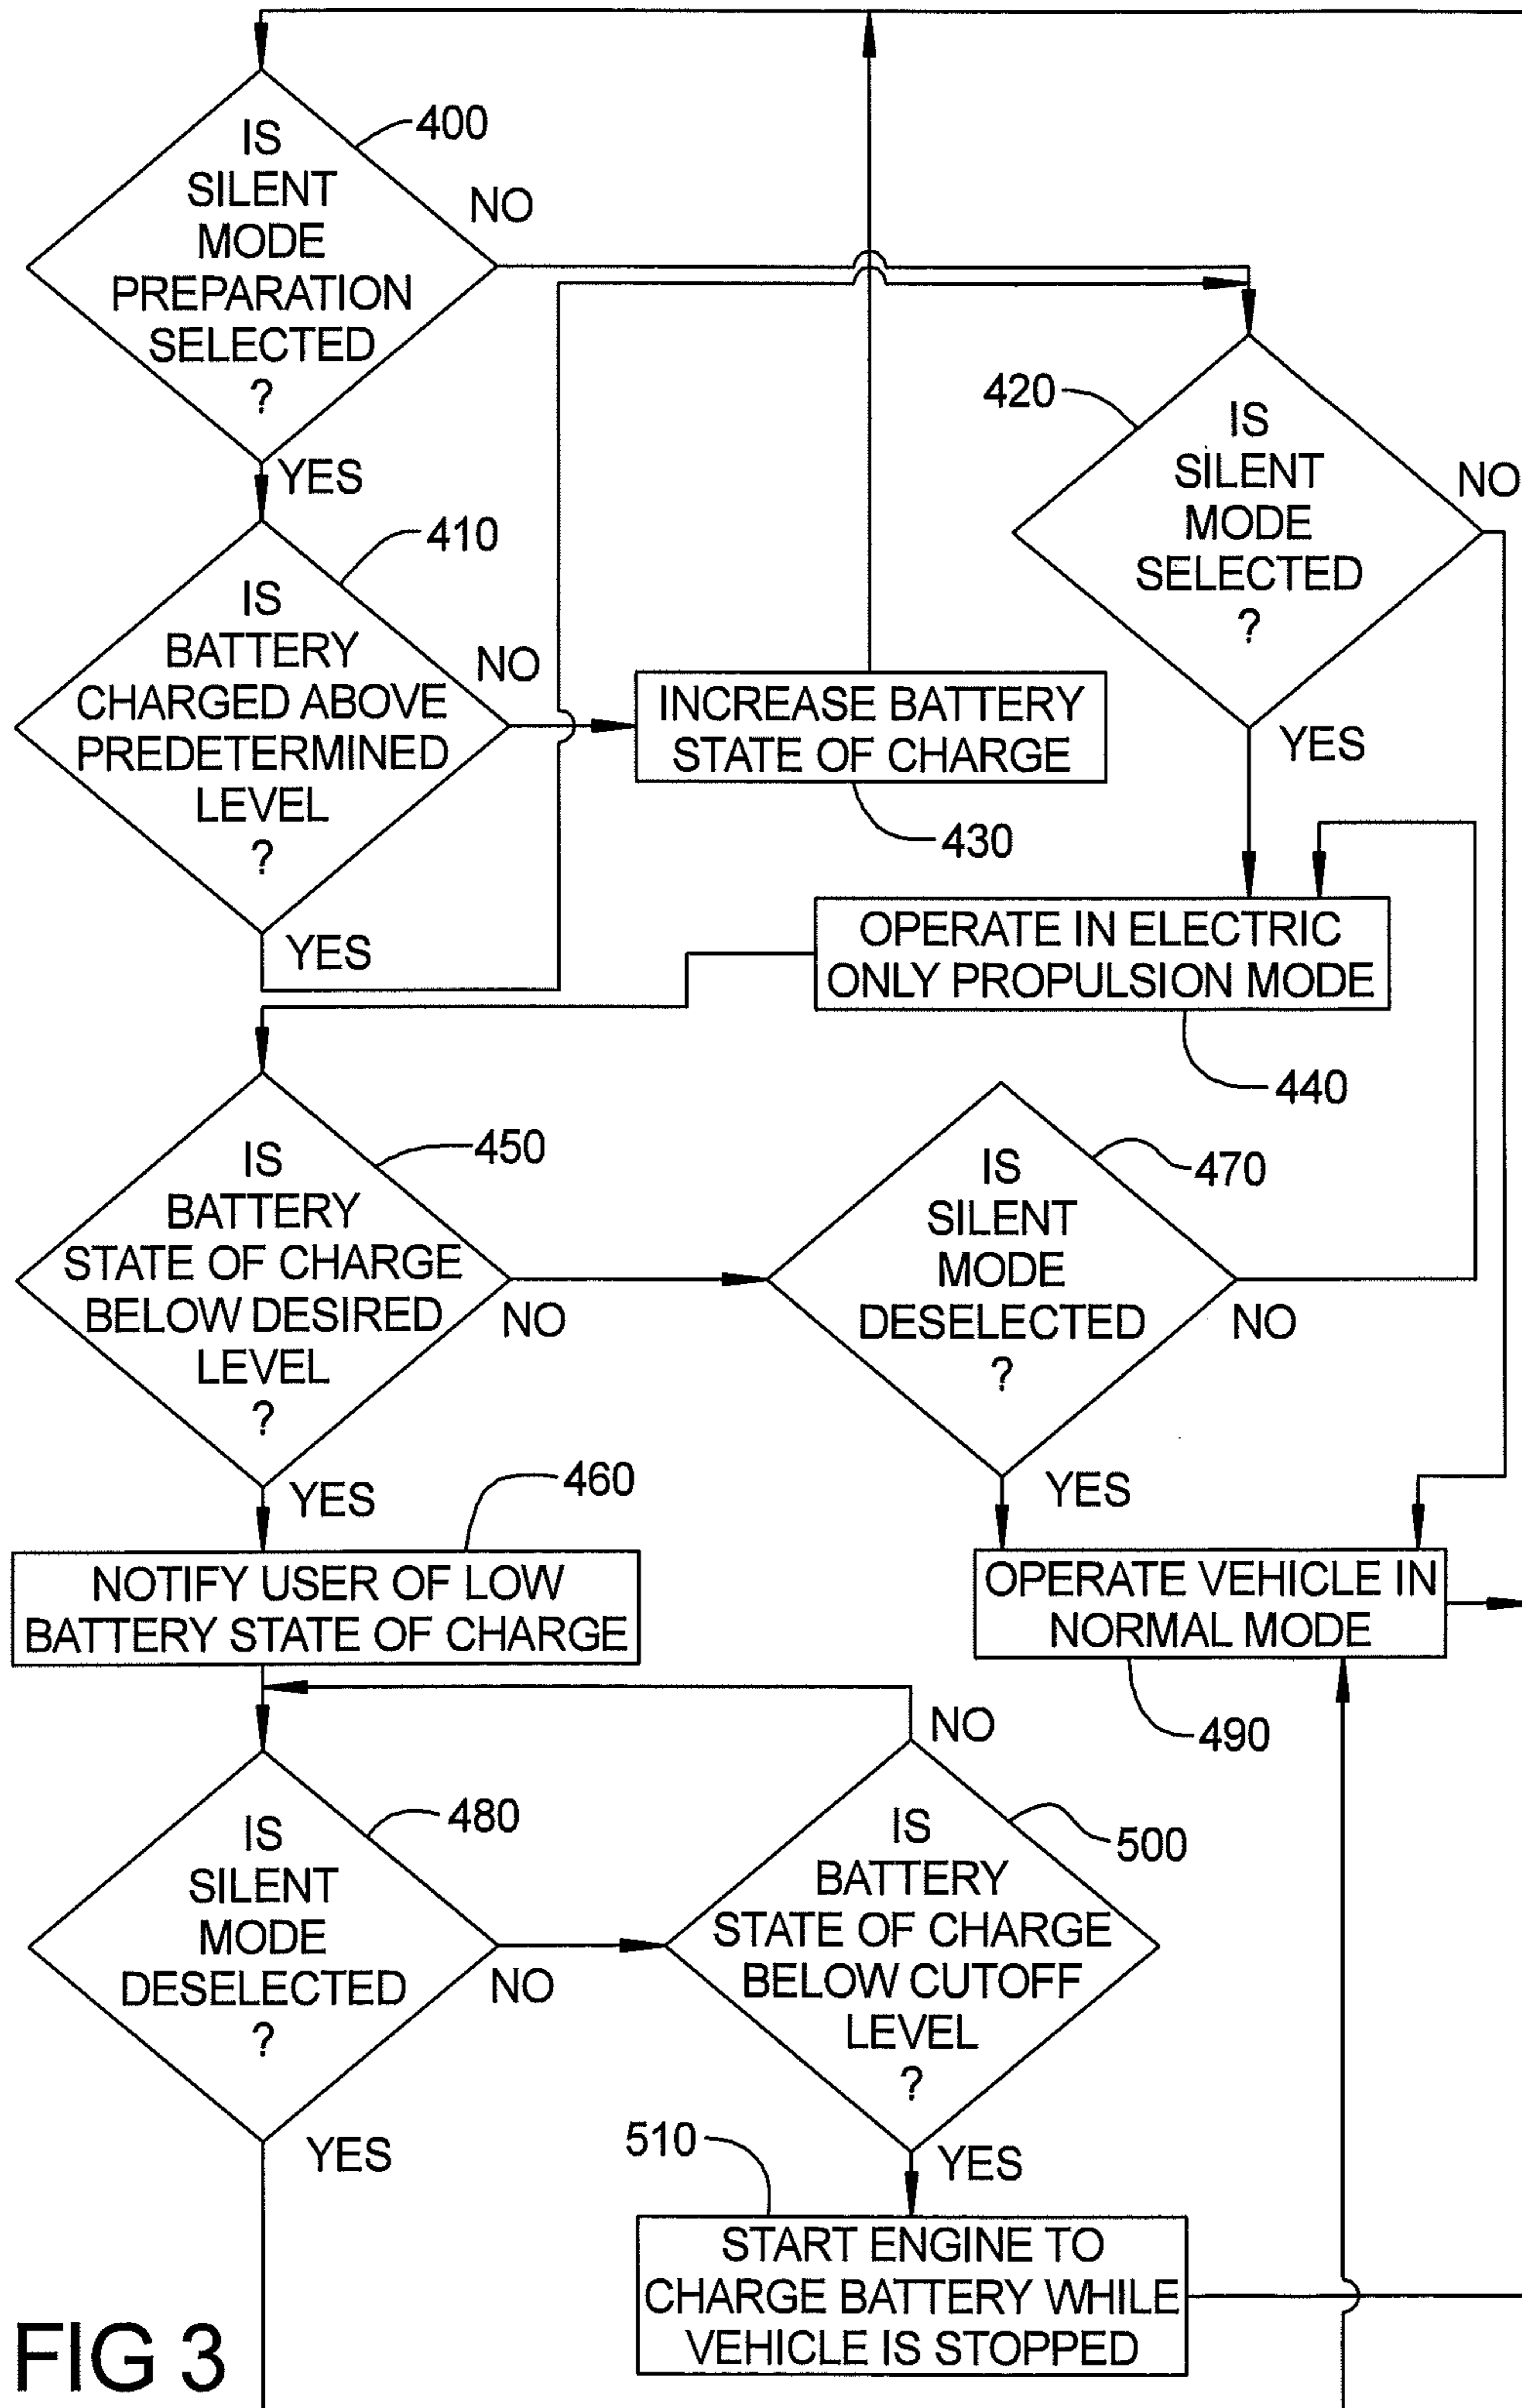 400
IS
SILENT
MODE
PREPARATION
SELECTED
?
NO
YES
410
IS
BATTERY
CHARGED ABOVE
PREDETERMINED
LEVEL
?
NO
YES
420
IS
SILENT
MODE
SELECTED
?
NO
YES
INCREASE BATTERY
STATE OF CHARGE
430
OPERATE IN ELECTRIC
ONLY PROPULSION MODE
440
450
IS
BATTERY
STATE OF CHARGE
BELOW DESIRED
LEVEL
?
NO
YES
470
IS
SILENT
MODE
DESELECTED
?
NO
YES
460
NOTIFY USER OF LOW
BATTERY STATE OF CHARGE
OPERATE VEHICLE IN
NORMAL MODE
490
480
IS
SILENT
MODE
DESELECTED
?
NO
YES
NO
500
IS
BATTERY
STATE OF CHARGE
BELOW CUTOFF
LEVEL
?
YES
510
START ENGINE TO
CHARGE BATTERY WHILE
VEHICLE IS STOPPED
FIG 3